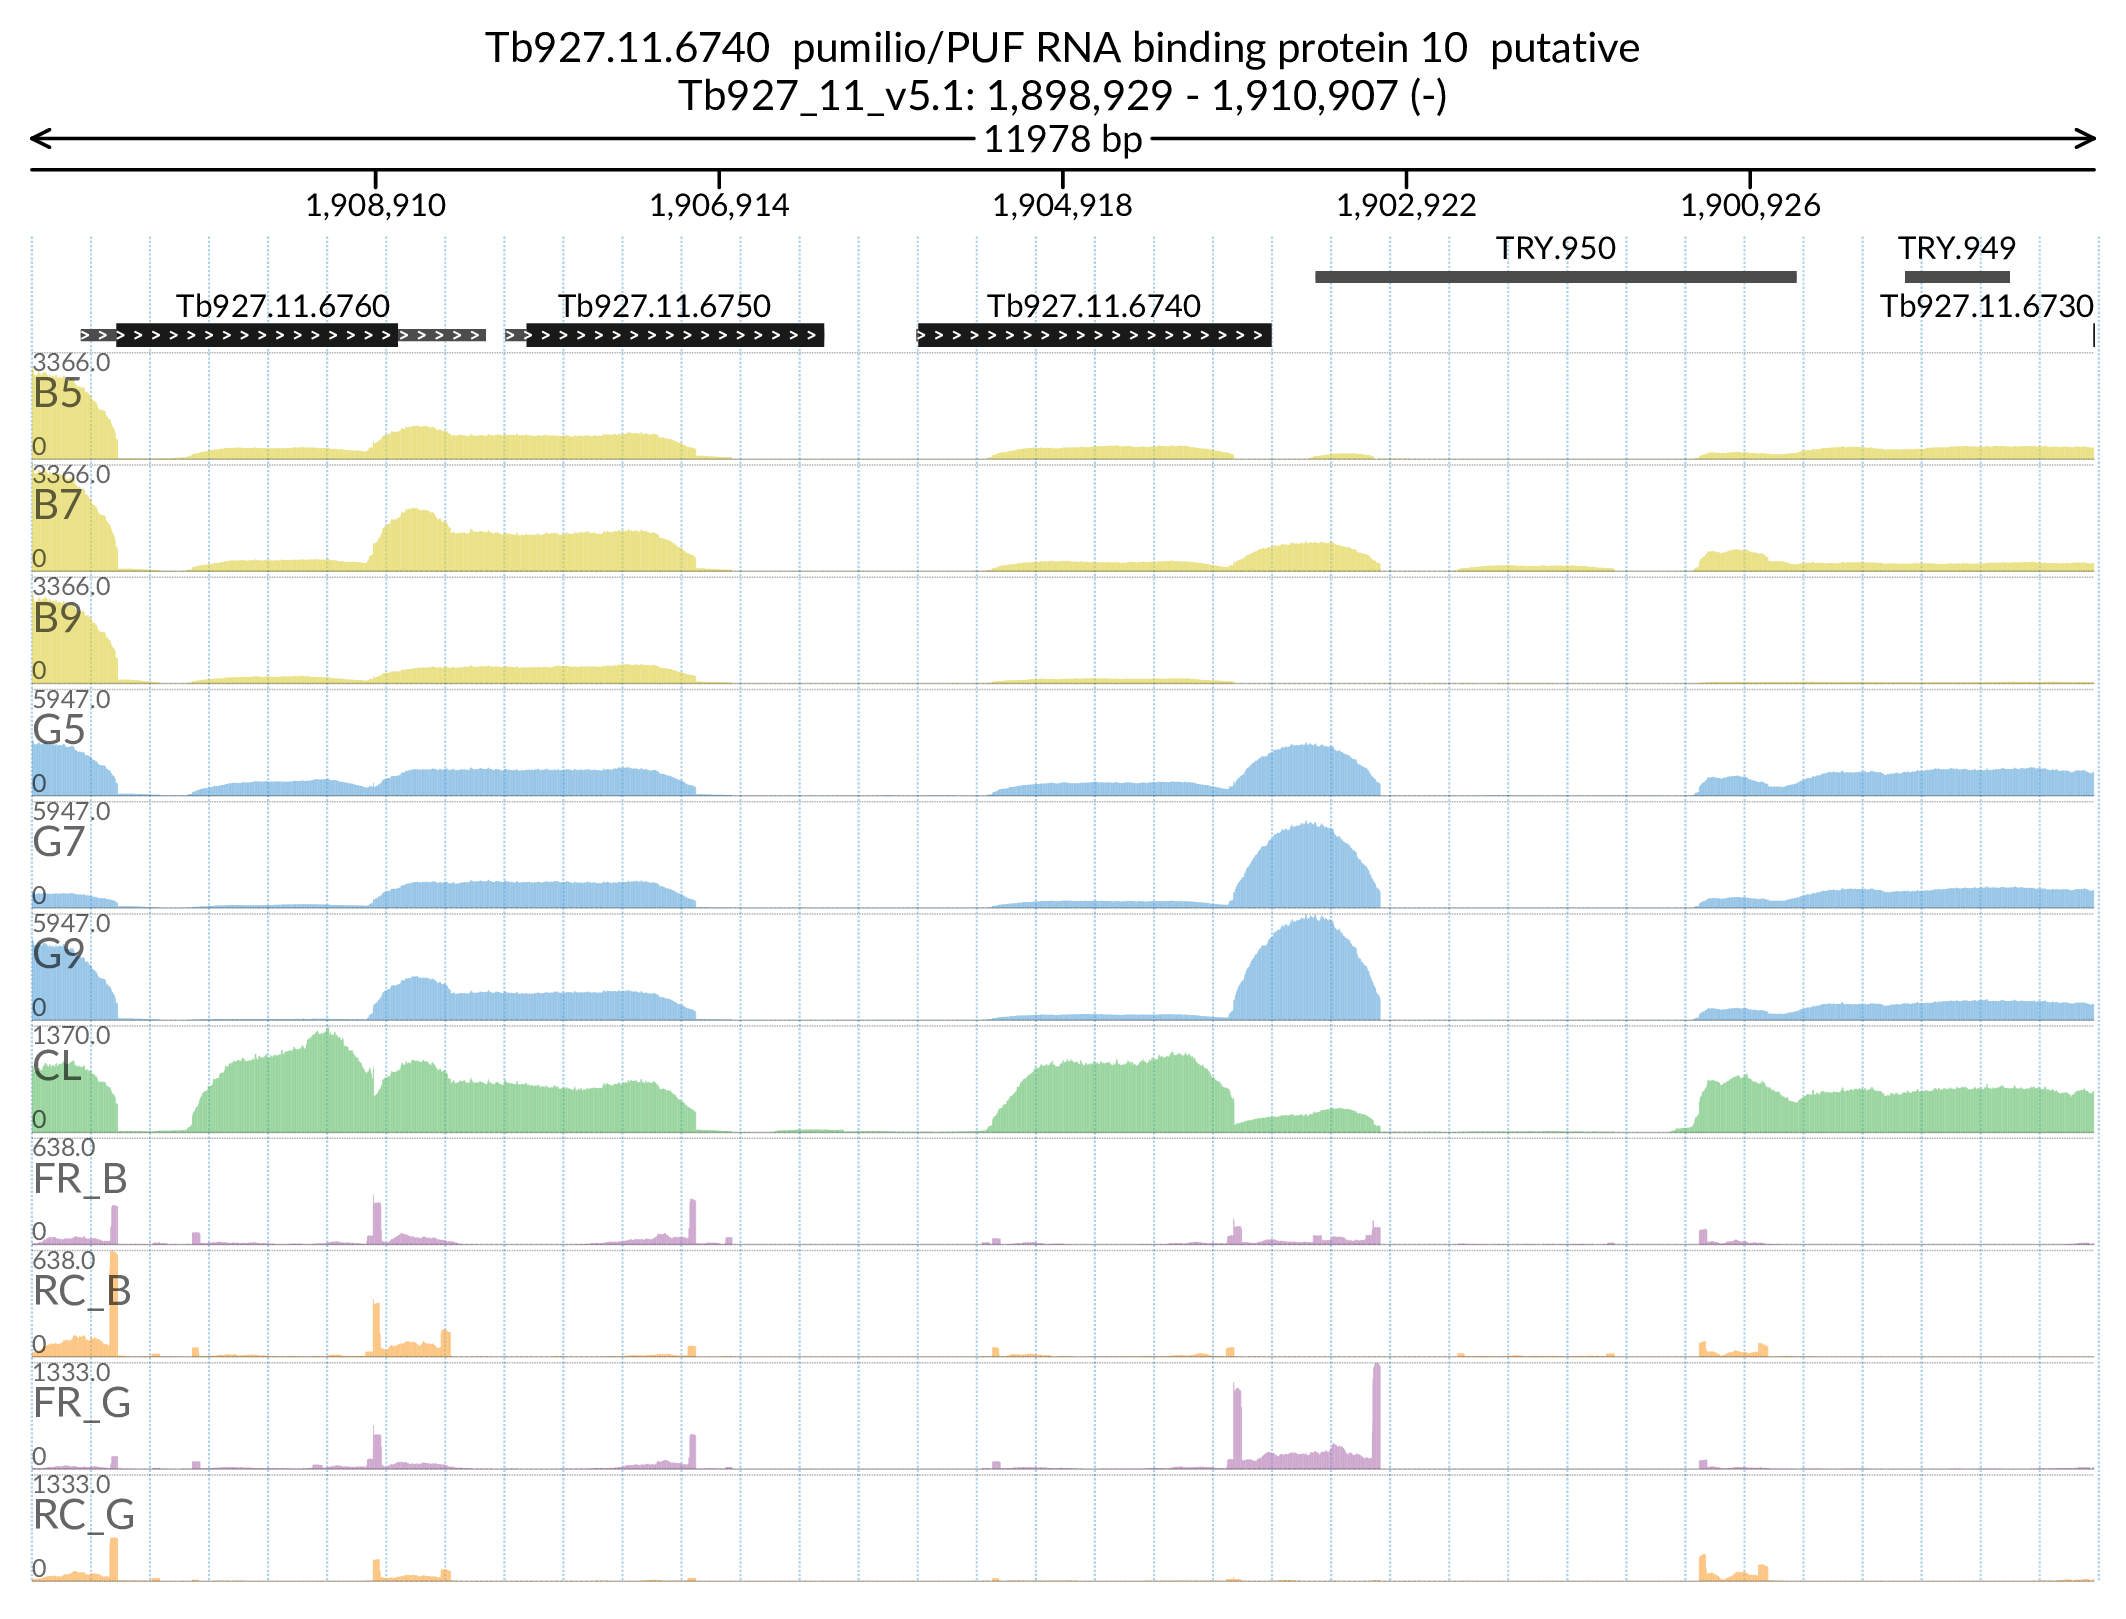 Tb927.11.6740 pumilio/PUF RNA binding protein 10 putative
Tb927_11_v5.1: 1,898,929 - 1,910,907 (-)
11978 bp
1,908,910 1,906,914 1,904,918 1,902,922 1,900,926
TRY.950 TRY.949
Tb927.11.6760 Tb927.11.6750 Tb927.11.6740 Tb927.11.6730
3366.0
B5
0
3366.0
B7
0
3366.0
B9
0
5947.0
G5
0
5947.0
G7
0
5947.0
G9
0
1370.0
CL
0
638.0
FR_B
0
638.0
RC_B
0
1333.0
FR_G
0
1333.0
RC_G
0